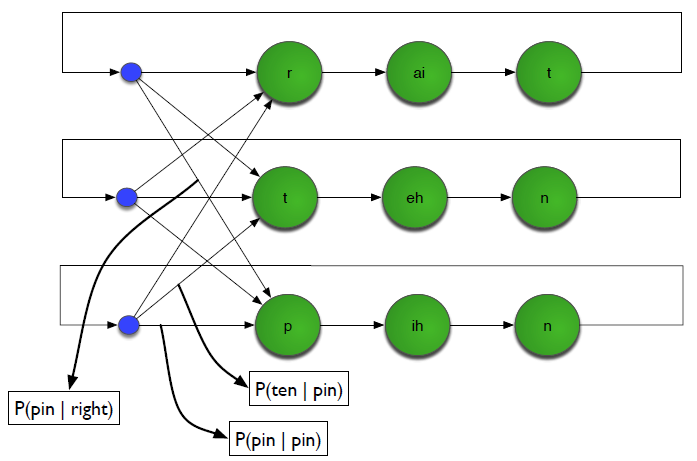 r ai t
t eh n
p ih n
P(ten | pin)
P(pin | right)
P(pin | pin)